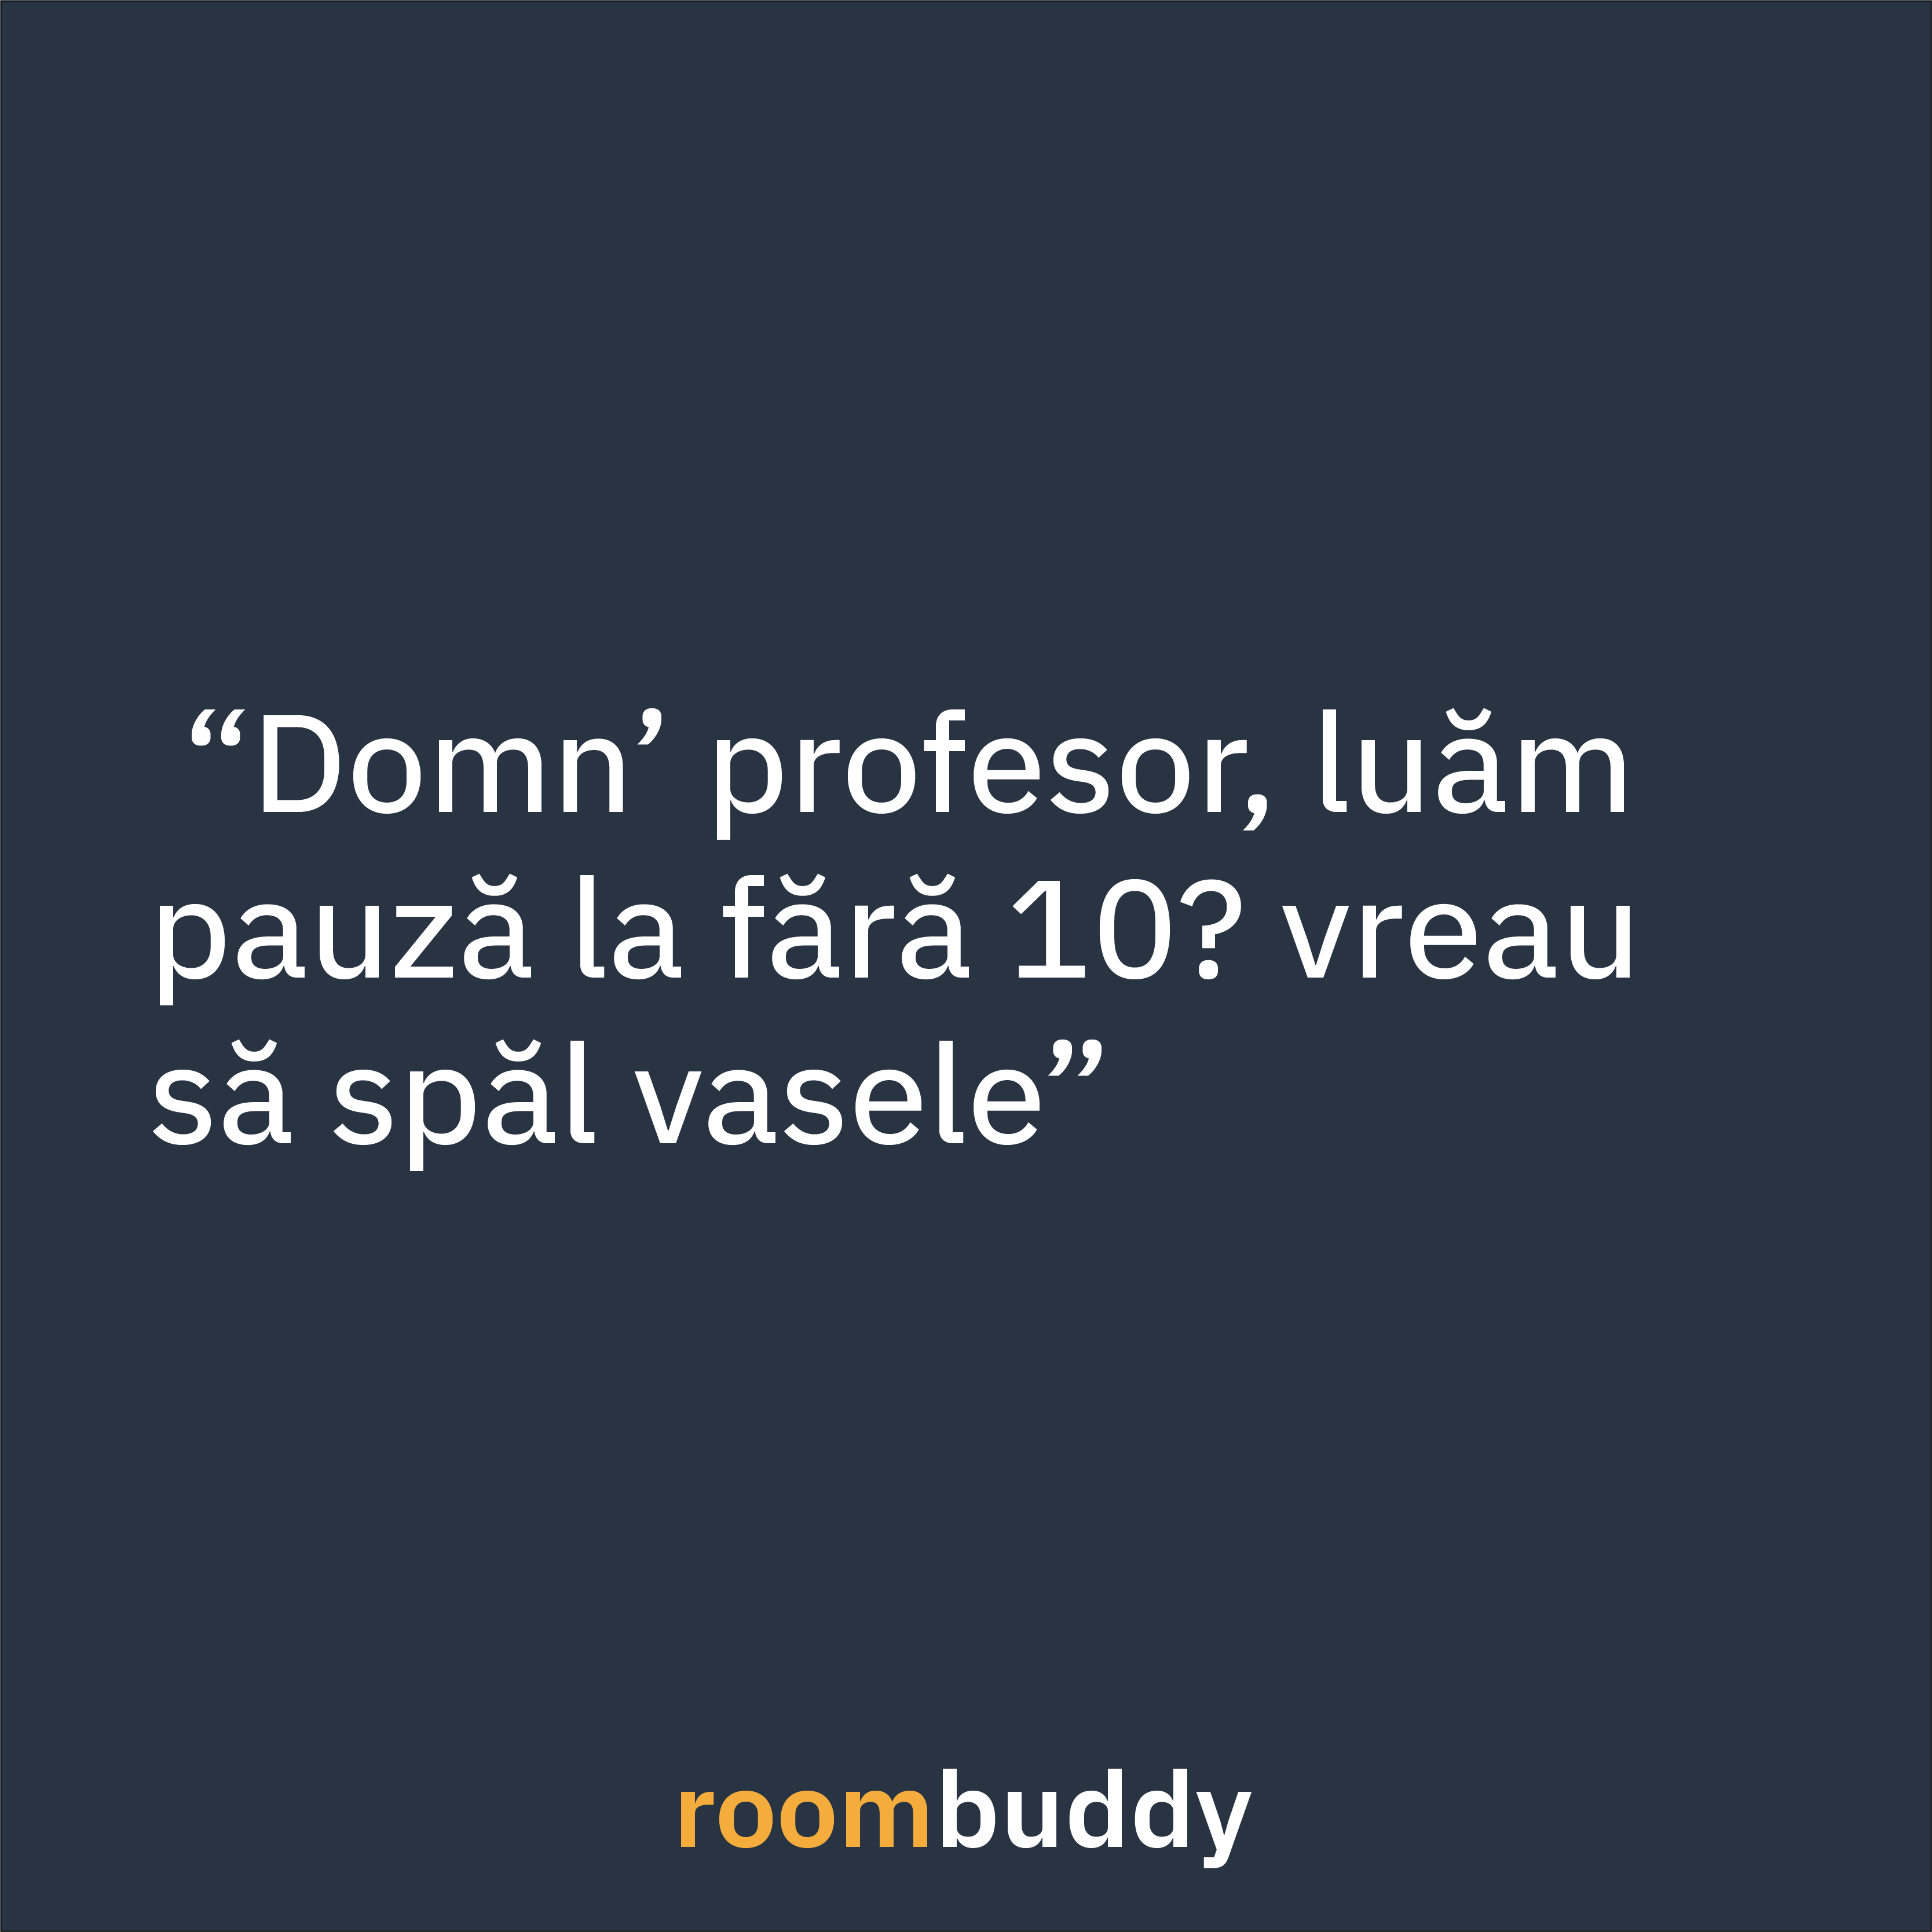 “Domn’ profesor, luăm
pauză la fără 10? vreau
să spăl vasele”
roombuddy